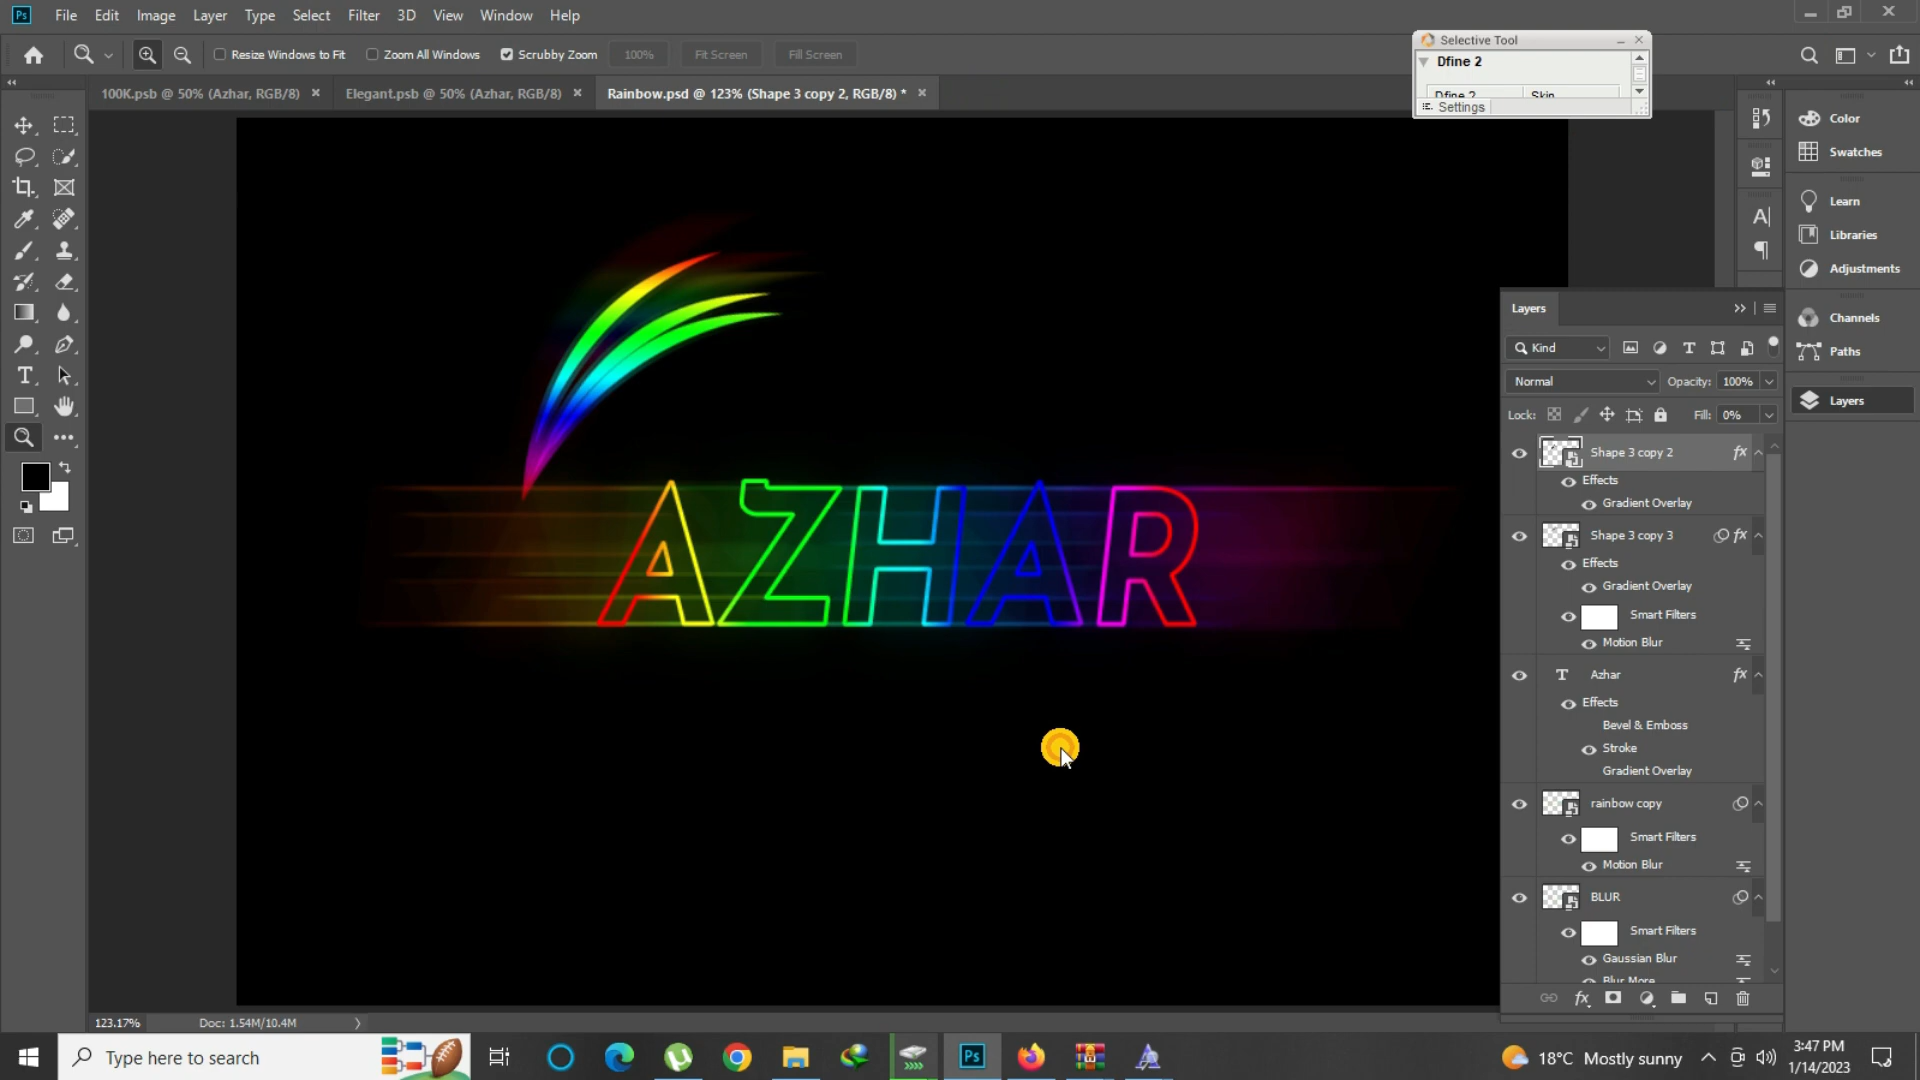 Ps File Edit Image Layer Type Select Filter 3D View Window Help
Resize Windows to Fit Zoom All Windows Scrubby Zoom 100% Fit Screen Fill Screen
Selective Tool
Dfine 2
Dfine 2 Skin
Settings
100K.psb @ 50% (Azhar, RGB/8) Elegant.psb @ 50% (Azhar, RGB/8) Rainbow.psd @ 123% (Shape 3 copy 2, RGB/8) *
Color
Swatches
Learn
Libraries
Adjustments
Channels
Paths
Layers
Layers
Kind
Normal Opacity: 100%
Lock: Fill: 0%
Shape 3 copy 2 fx
Effects
Gradient Overlay
Shape 3 copy 3 fx
Effects
Gradient Overlay
Smart Filters
Motion Blur
T Azhar fx
Effects
Bevel & Emboss
Stroke
Gradient Overlay
rainbow copy
Smart Filters
Motion Blur
BLUR
Smart Filters
Gaussian Blur
Blur More
fx
AZHAR
123.17% Doc: 1.54M/10.4M
Type here to search
Ps
18°C Mostly sunny
3:47 PM
1/14/2023